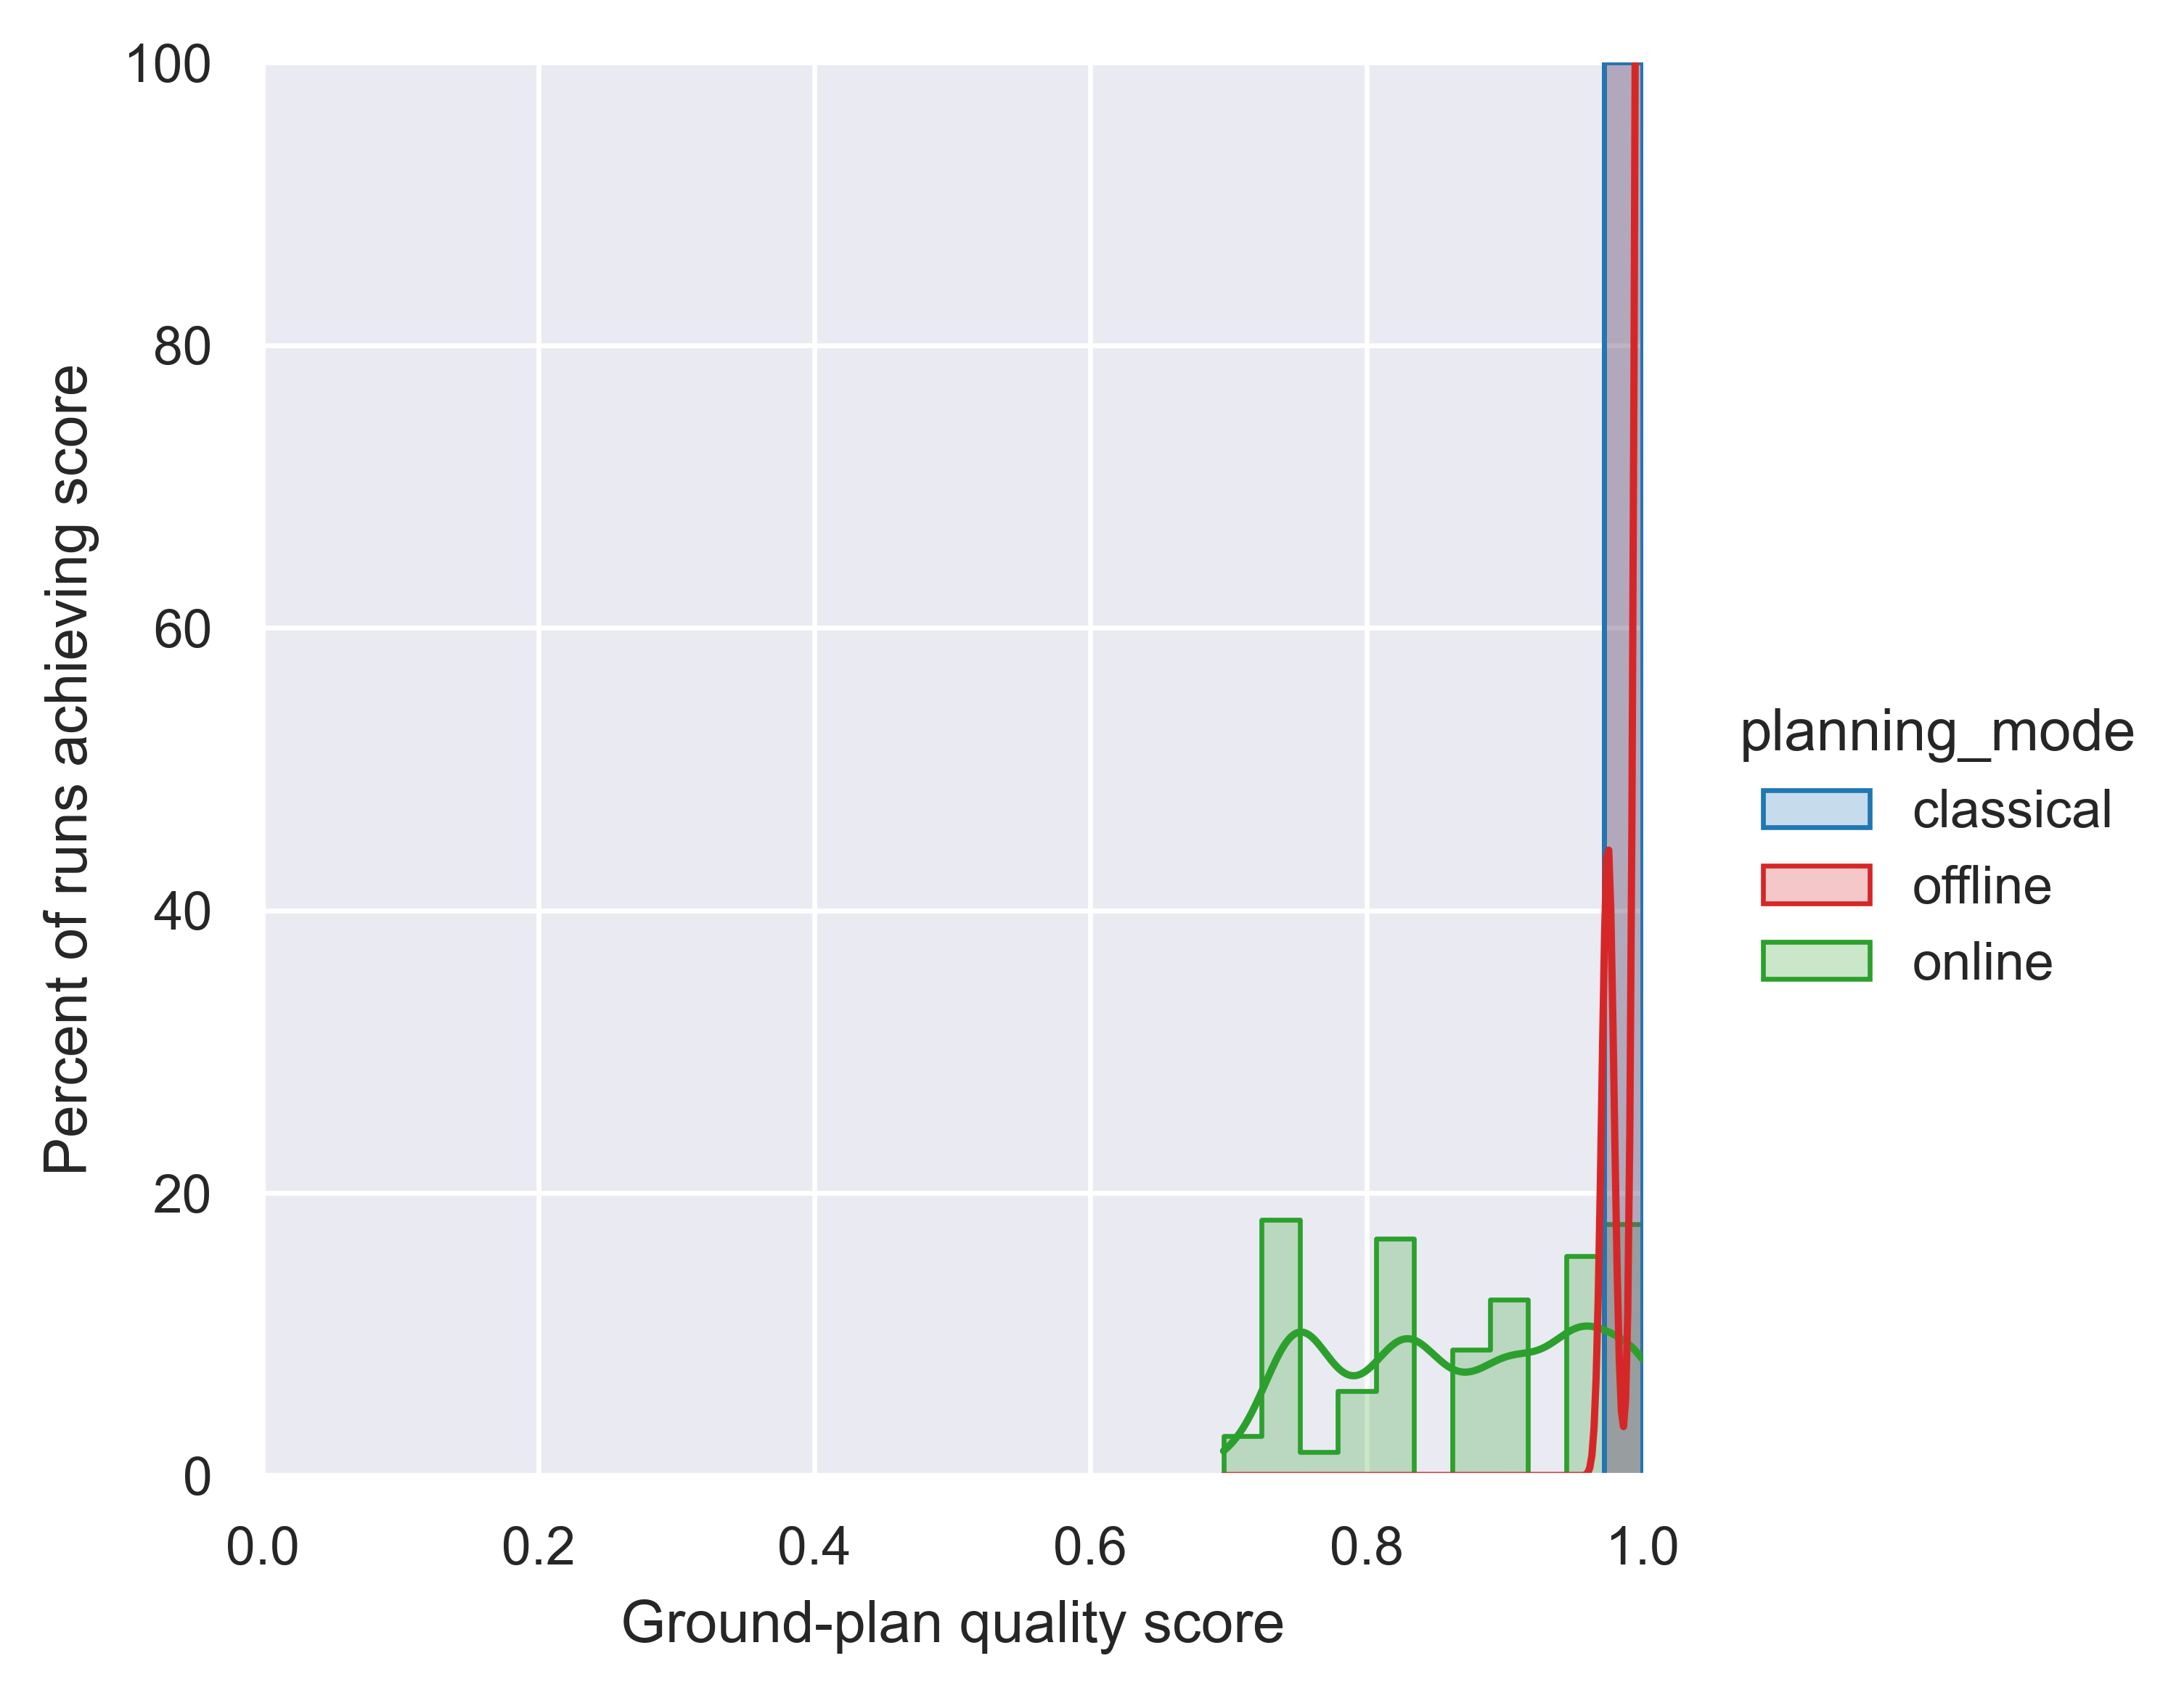 100
80
60
40
20
0
Percent of runs achieving score
0.0 0.2 0.4 0.6 0.8 1.0
Ground-plan quality score
planning_mode
classical
offline
online